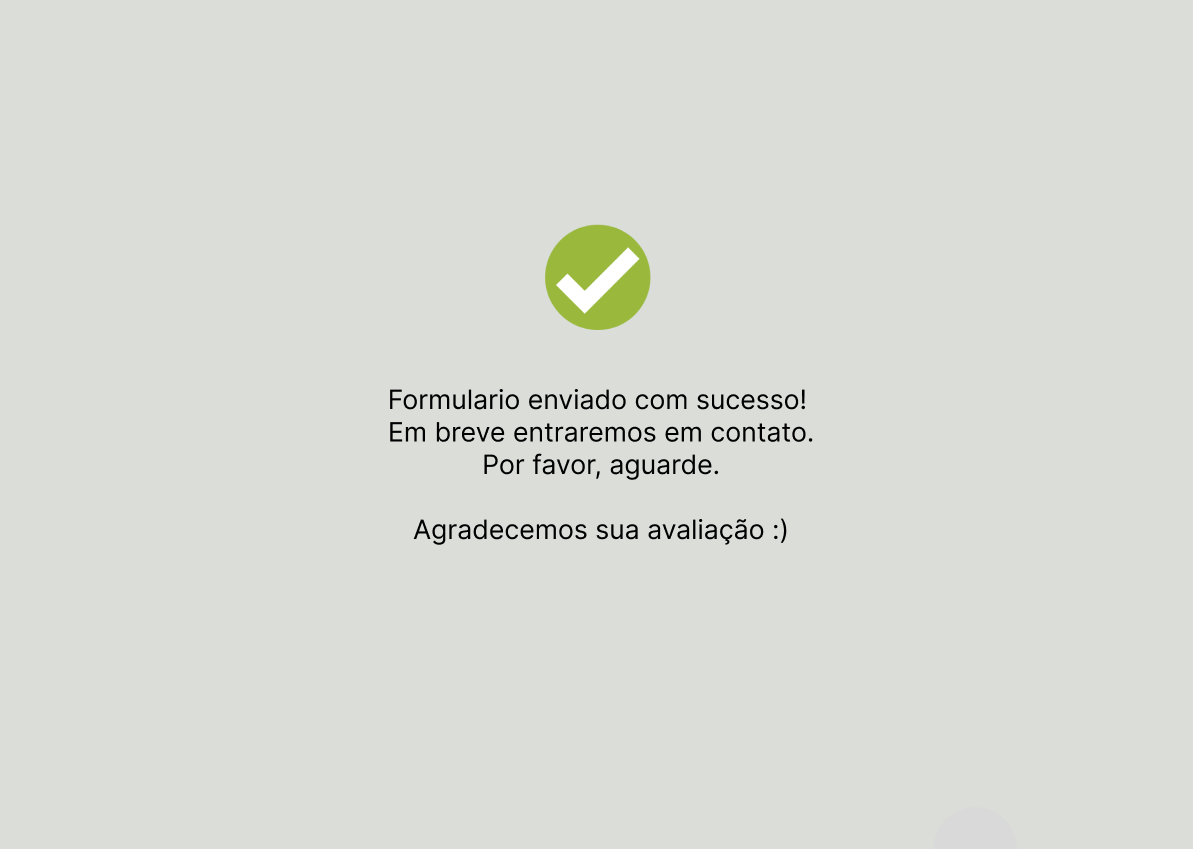 Formulario enviado com sucesso!
Em breve entraremos em contato.
Por favor, aguarde.
Agradecemos sua avaliação :)